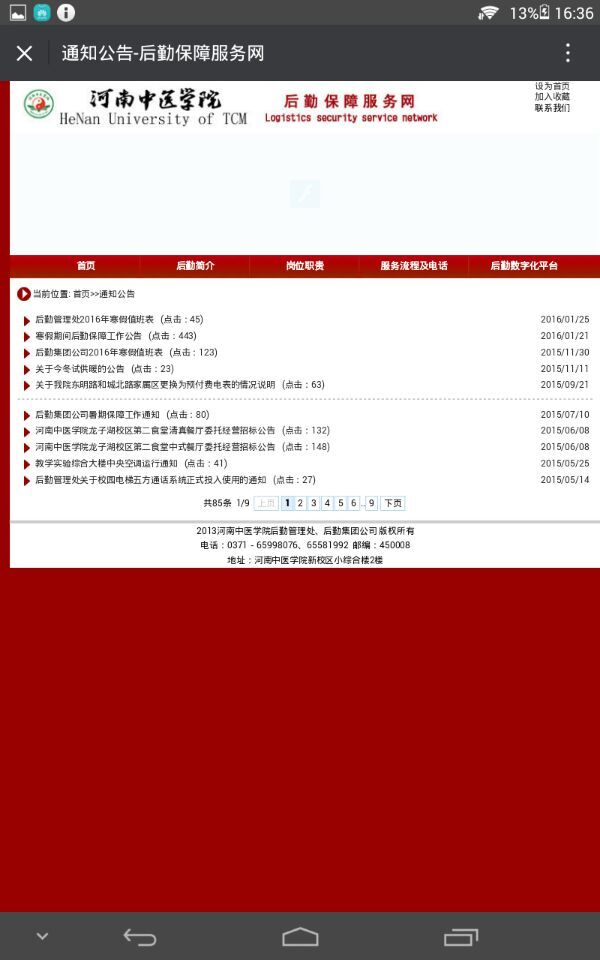 13% 16:36
通知公告-后勤保障服务网
河南中医学院
HeNan University of TCM
后勤保障服务网
Logistics security service network
设为首页
加入收藏
联系我们
首页 后勤简介 岗位职责 服务流程及电话 后勤数字化平台
当前位置: 首页>>通知公告
后勤管理处2016年寒假值班表 (点击：45) 2016/01/25
寒假期间后勤保障工作公告 (点击：443) 2016/01/21
后勤集团公司2016年寒假值班表 (点击：123) 2015/11/30
关于今冬试供暖的公告 (点击：23) 2015/11/11
关于我院东明路和城北路家属区更换为预付费电表的情况说明 (点击：63) 2015/09/21
后勤集团公司暑期保障工作通知 (点击：80) 2015/07/10
河南中医学院龙子湖校区第二食堂清真餐厅委托经营招标公告 (点击：132) 2015/06/08
河南中医学院龙子湖校区第二食堂中式餐厅委托经营招标公告 (点击：148) 2015/06/08
教学实验综合大楼中央空调运行通知 (点击：41) 2015/05/25
后勤管理处关于校园电梯五方通话系统正式投入使用的通知 (点击：27) 2015/05/14
共85条 1/9 上页 1 2 3 4 5 6 .. 9 下页
2013河南中医学院后勤管理处、后勤集团公司 版权所有
电话：0371－65998076、65581992 邮编：450008
地址：河南中医学院新校区小综合楼2楼